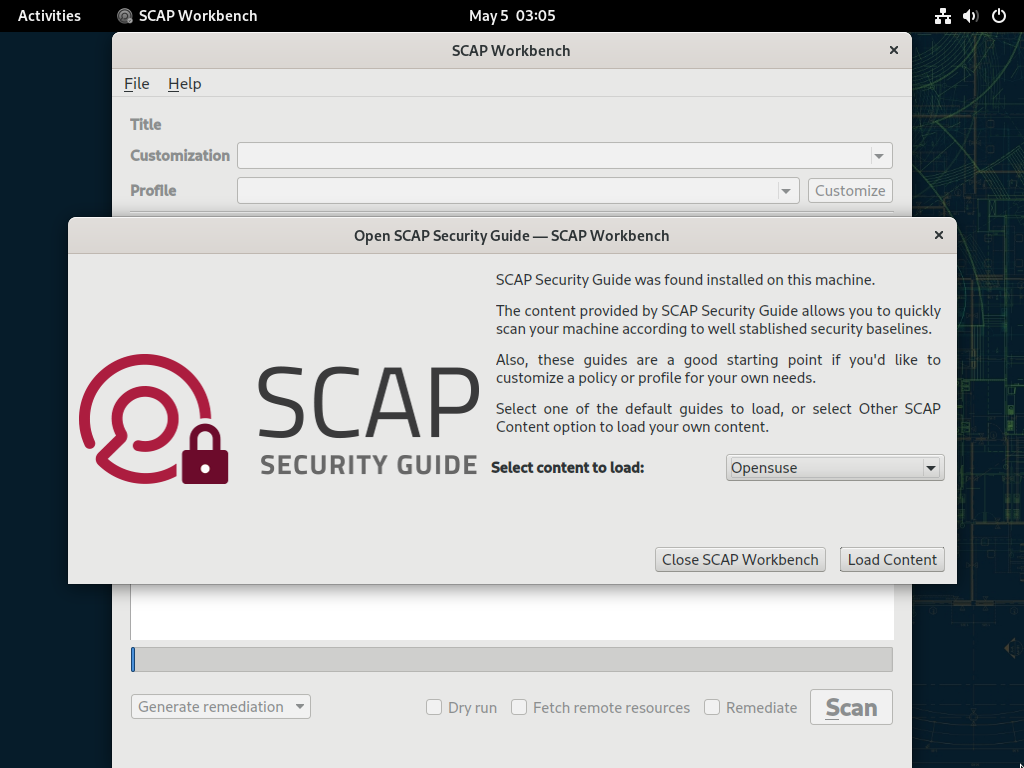 Activities SCAP Workbench May 5 03:05
SCAP Workbench
File Help
Title
Customization
Profile Customize
Open SCAP Security Guide — SCAP Workbench
SCAP Security Guide was found installed on this machine.
The content provided by SCAP Security Guide allows you to quickly
scan your machine according to well stablished security baselines.
Also, these guides are a good starting point if you'd like to
customize a policy or profile for your own needs.
Select one of the default guides to load, or select Other SCAP
Content option to load your own content.
SCAP
SECURITY GUIDE
Select content to load: Opensuse
Close SCAP Workbench Load Content
Generate remediation Dry run Fetch remote resources Remediate Scan